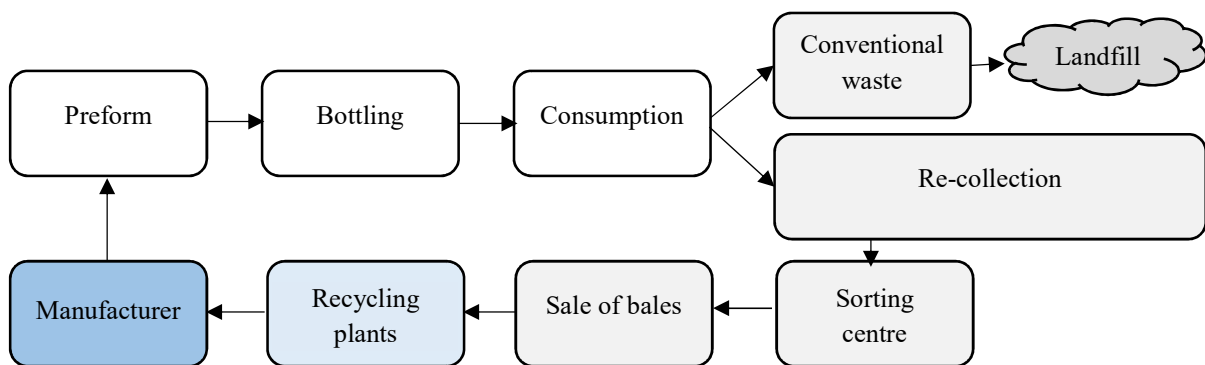 Preform
Bottling
Consumption
Conventional
waste
Landfill
Re-collection
Manufacturer
Recycling
plants
Sale of bales
Sorting
centre